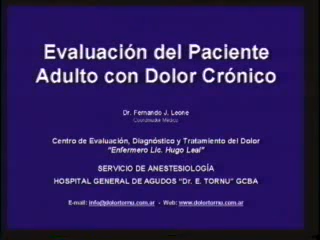 Evaluación del Paciente
Adulto con Dolor Crónico
Dr. Fernando J. Leone
Coordinador Médico
Centro de Evaluación, Diagnóstico y Tratamiento del Dolor
"Enfermero Lic. Hugo Leal"
SERVICIO DE ANESTESIOLOGÍA
HOSPITAL GENERAL DE AGUDOS "Dr. E. TORNU" GCBA
E-mail: info@dolortornu.com.ar - Web: www.dolortornu.com.ar